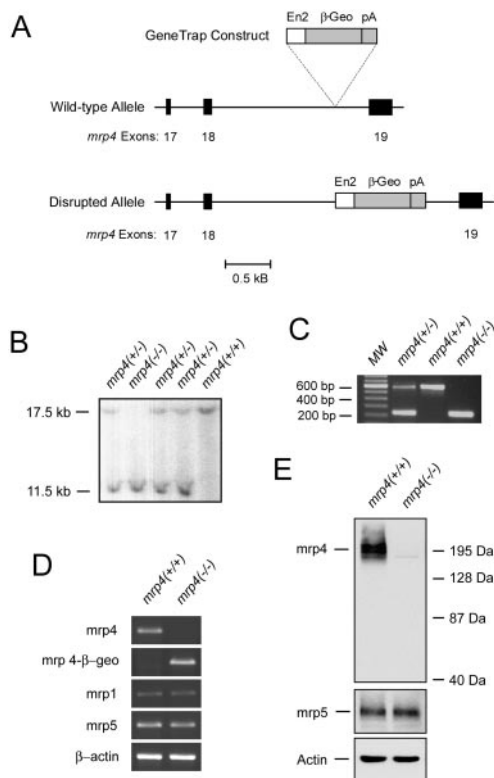 A
En2 β-Geo pA
GeneTrap Construct
Wild-type Allele
mrp4 Exons: 17 18 19
En2 β-Geo pA
Disrupted Allele
mrp4 Exons: 17 18 19
0.5 kB
B
mrp4(+/-) mrp4(-/-) mrp4(+/-) mrp4(+/-) mrp4(+/+)
17.5 kb
11.5 kb
C
MW mrp4(+/-) mrp4(+/+) mrp4(-/-)
600 bp
400 bp
200 bp
D
mrp4(+/+) mrp4(-/-)
mrp4
mrp 4-β-geo
mrp1
mrp5
β-actin
E
mrp4(+/+) mrp4(-/-)
mrp4 195 Da
128 Da
87 Da
40 Da
mrp5
Actin